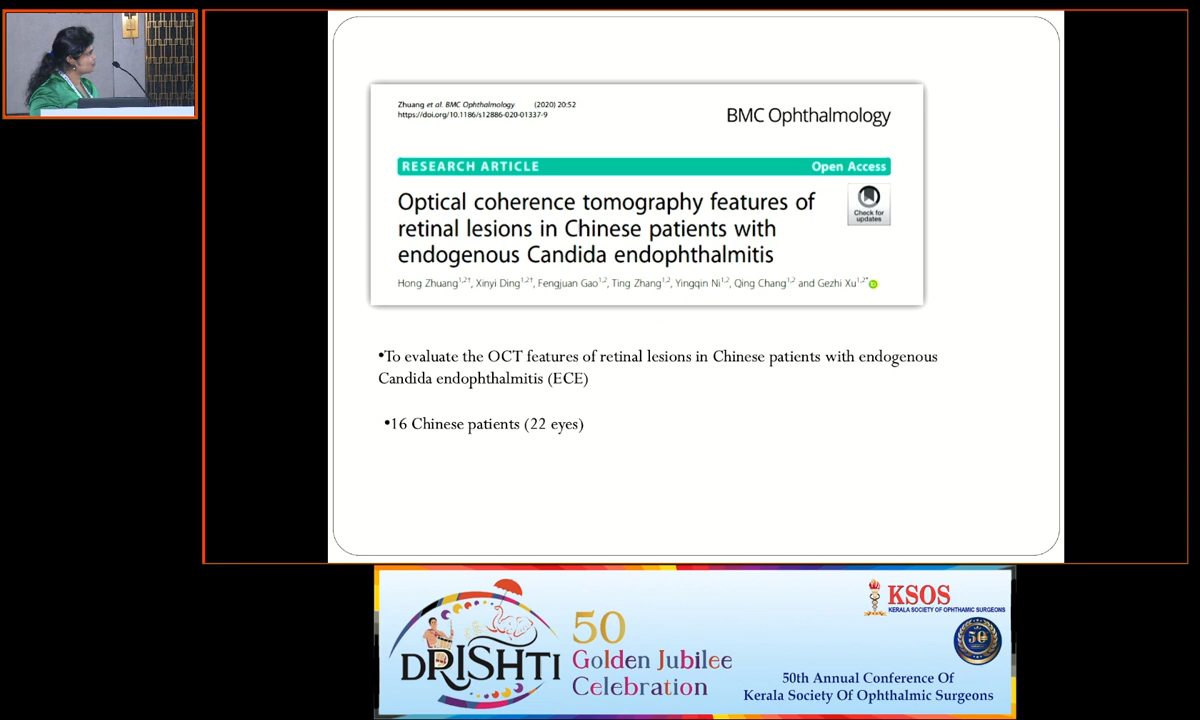 Zhuang et al. BMC Ophthalmology (2020) 20:52
https://doi.org/10.1186/s12886-020-01337-9
BMC Ophthalmology
RESEARCH ARTICLE
Open Access
Optical coherence tomography features of
retinal lesions in Chinese patients with
endogenous Candida endophthalmitis
Check for
updates
Hong Zhuang1,2†, Xinyi Ding1,2†, Fengjuan Gao1,2, Ting Zhang1,2, Yingqin Ni1,2, Qing Chang1,2 and Gezhi Xu1,2*
•To evaluate the OCT features of retinal lesions in Chinese patients with endogenous
Candida endophthalmitis (ECE)
•16 Chinese patients (22 eyes)
DRISHTI
50
Golden Jubilee
Celebration
KSOS
KERALA SOCIETY OF OPHTHAMIC SURGEONS
50
50th Annual Conference Of
Kerala Society Of Ophthalmic Surgeons